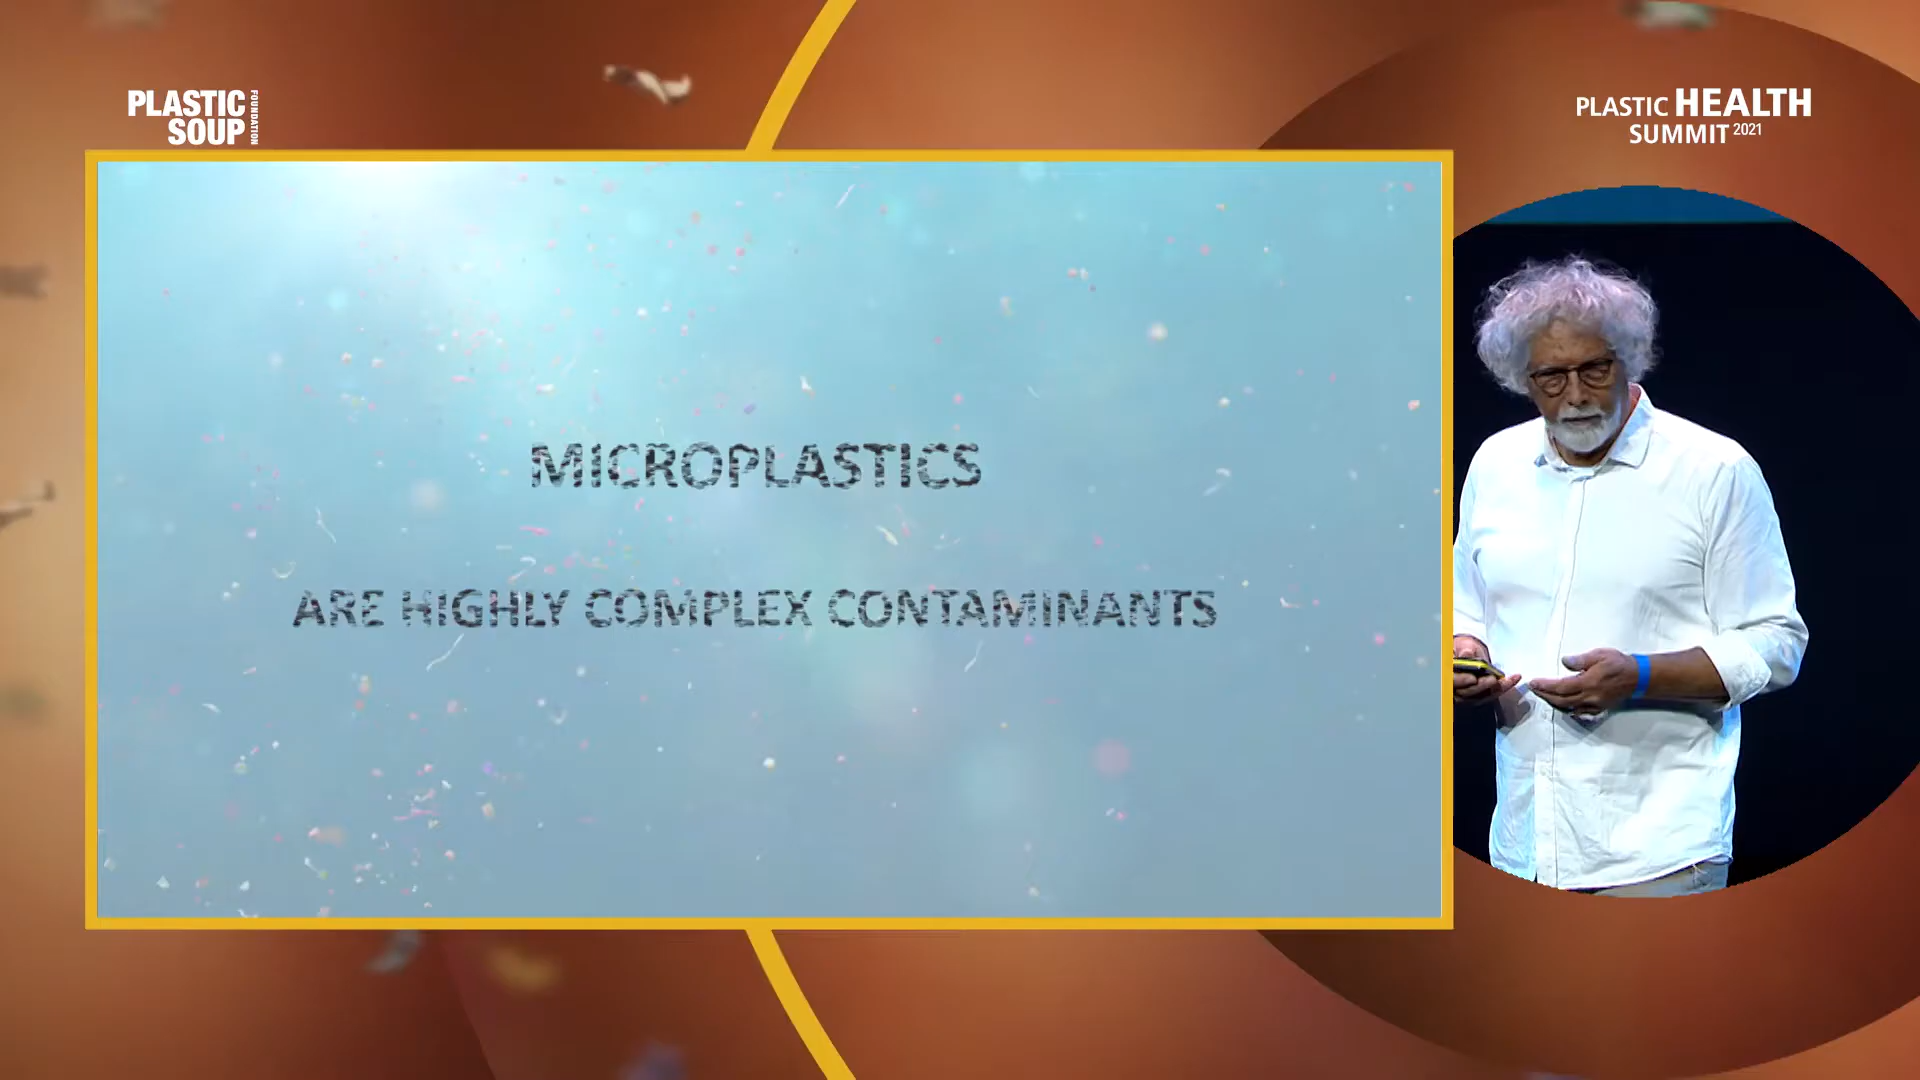 PLASTIC
SOUP
FOUNDATION
PLASTIC HEALTH
SUMMIT 2021
MICROPLASTICS
ARE HIGHLY COMPLEX CONTAMINANTS